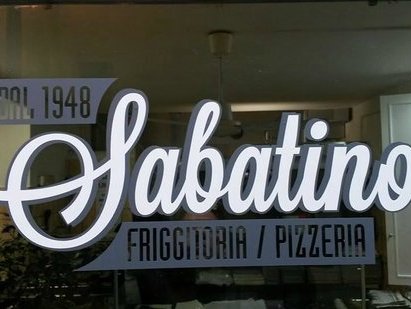 DAL 1948
Sabatino
FRIGGITORIA / PIZZERIA